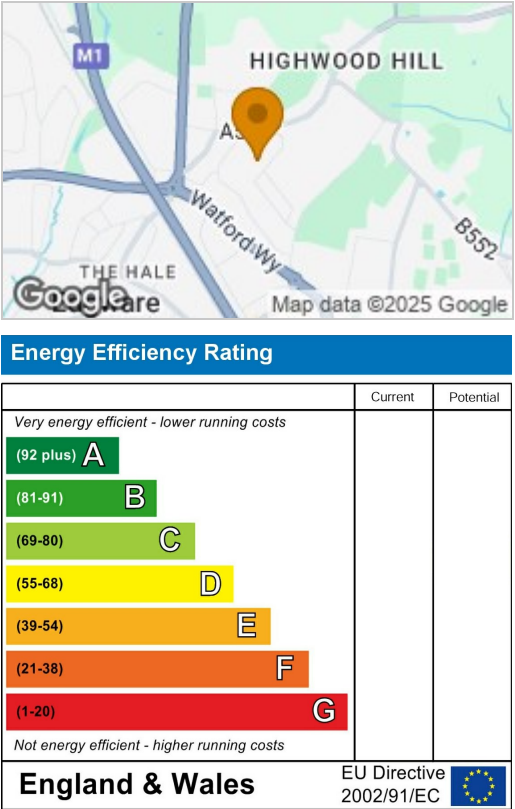 M1
HIGHWOOD HILL
Watford Wy
B552
THE HALE
Google
Map data ©2025 Google
Energy Efficiency Rating
Current Potential
Very energy efficient - lower running costs
(92 plus) A
(81-91) B
(69-80) C
(55-68) D
(39-54) E
(21-38) F
(1-20) G
Not energy efficient - higher running costs
England & Wales
EU Directive
2002/91/EC